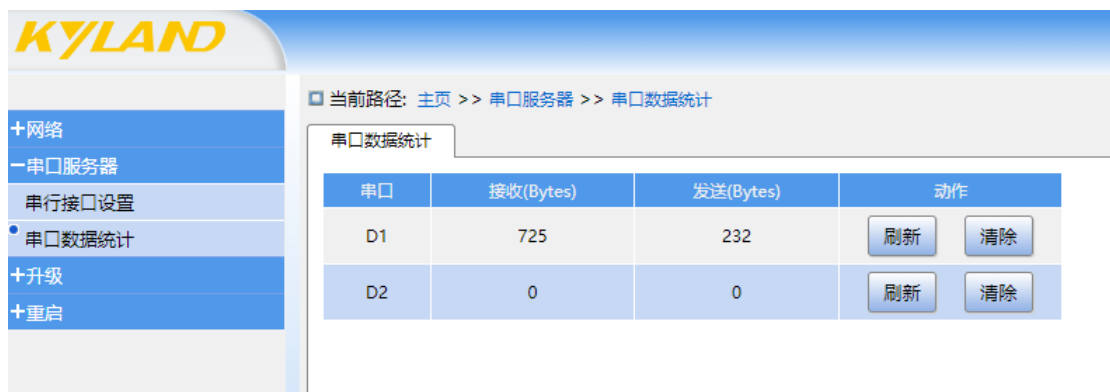 KYLAND
当前路径: 主页 >> 串口服务器 >> 串口数据统计
+网络
−串口服务器
串行接口设置
串口数据统计
+升级
+重启
串口数据统计
串口 接收(Bytes) 发送(Bytes) 动作
D1 725 232 刷新 清除
D2 0 0 刷新 清除